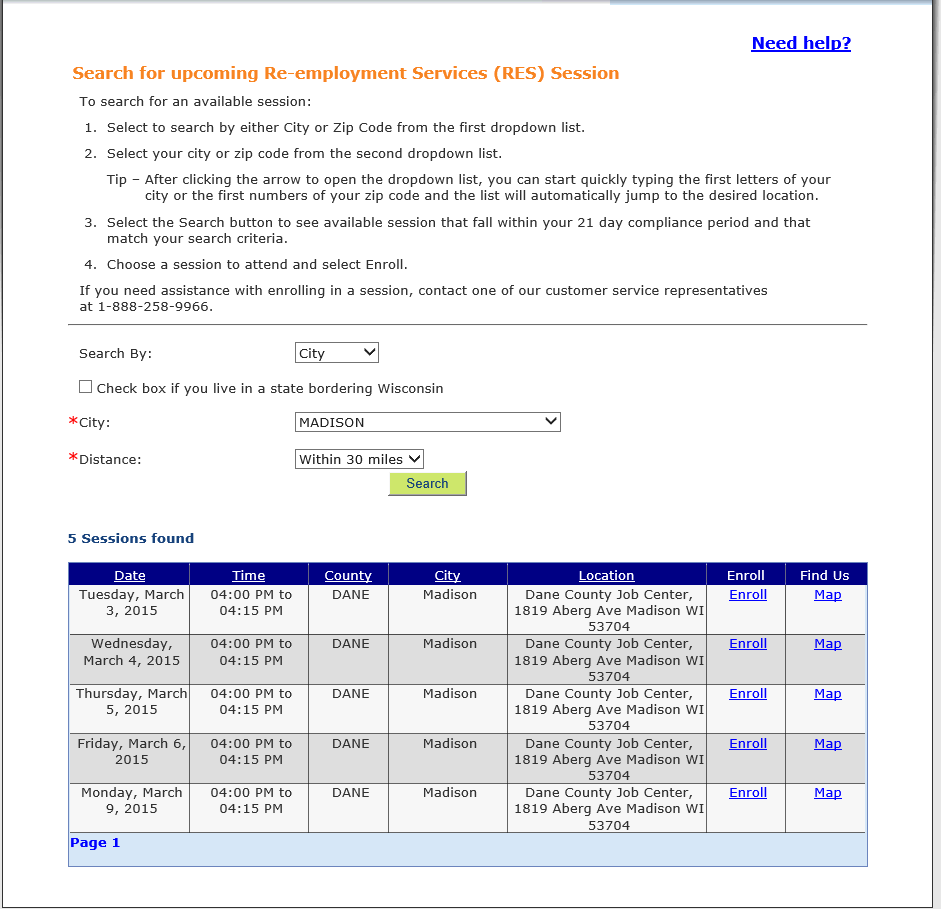 Need help?
Search for upcoming Re-employment Services (RES) Session
To search for an available session:
1. Select to search by either City or Zip Code from the first dropdown list.
2. Select your city or zip code from the second dropdown list.
Tip – After clicking the arrow to open the dropdown list, you can start quickly typing the first letters of your
city or the first numbers of your zip code and the list will automatically jump to the desired location.
3. Select the Search button to see available session that fall within your 21 day compliance period and that
match your search criteria.
4. Choose a session to attend and select Enroll.
If you need assistance with enrolling in a session, contact one of our customer service representatives
at 1-888-258-9966.
Search By: City
Check box if you live in a state bordering Wisconsin
*City: MADISON
*Distance: Within 30 miles
Search
5 Sessions found
Date Time County City Location Enroll Find Us
Tuesday, March 04:00 PM to DANE Madison Dane County Job Center, Enroll Map
3, 2015 04:15 PM 1819 Aberg Ave Madison WI
53704
Wednesday, 04:00 PM to DANE Madison Dane County Job Center, Enroll Map
March 4, 2015 04:15 PM 1819 Aberg Ave Madison WI
53704
Thursday, March 04:00 PM to DANE Madison Dane County Job Center, Enroll Map
5, 2015 04:15 PM 1819 Aberg Ave Madison WI
53704
Friday, March 6, 04:00 PM to DANE Madison Dane County Job Center, Enroll Map
2015 04:15 PM 1819 Aberg Ave Madison WI
53704
Monday, March 04:00 PM to DANE Madison Dane County Job Center, Enroll Map
9, 2015 04:15 PM 1819 Aberg Ave Madison WI
53704
Page 1